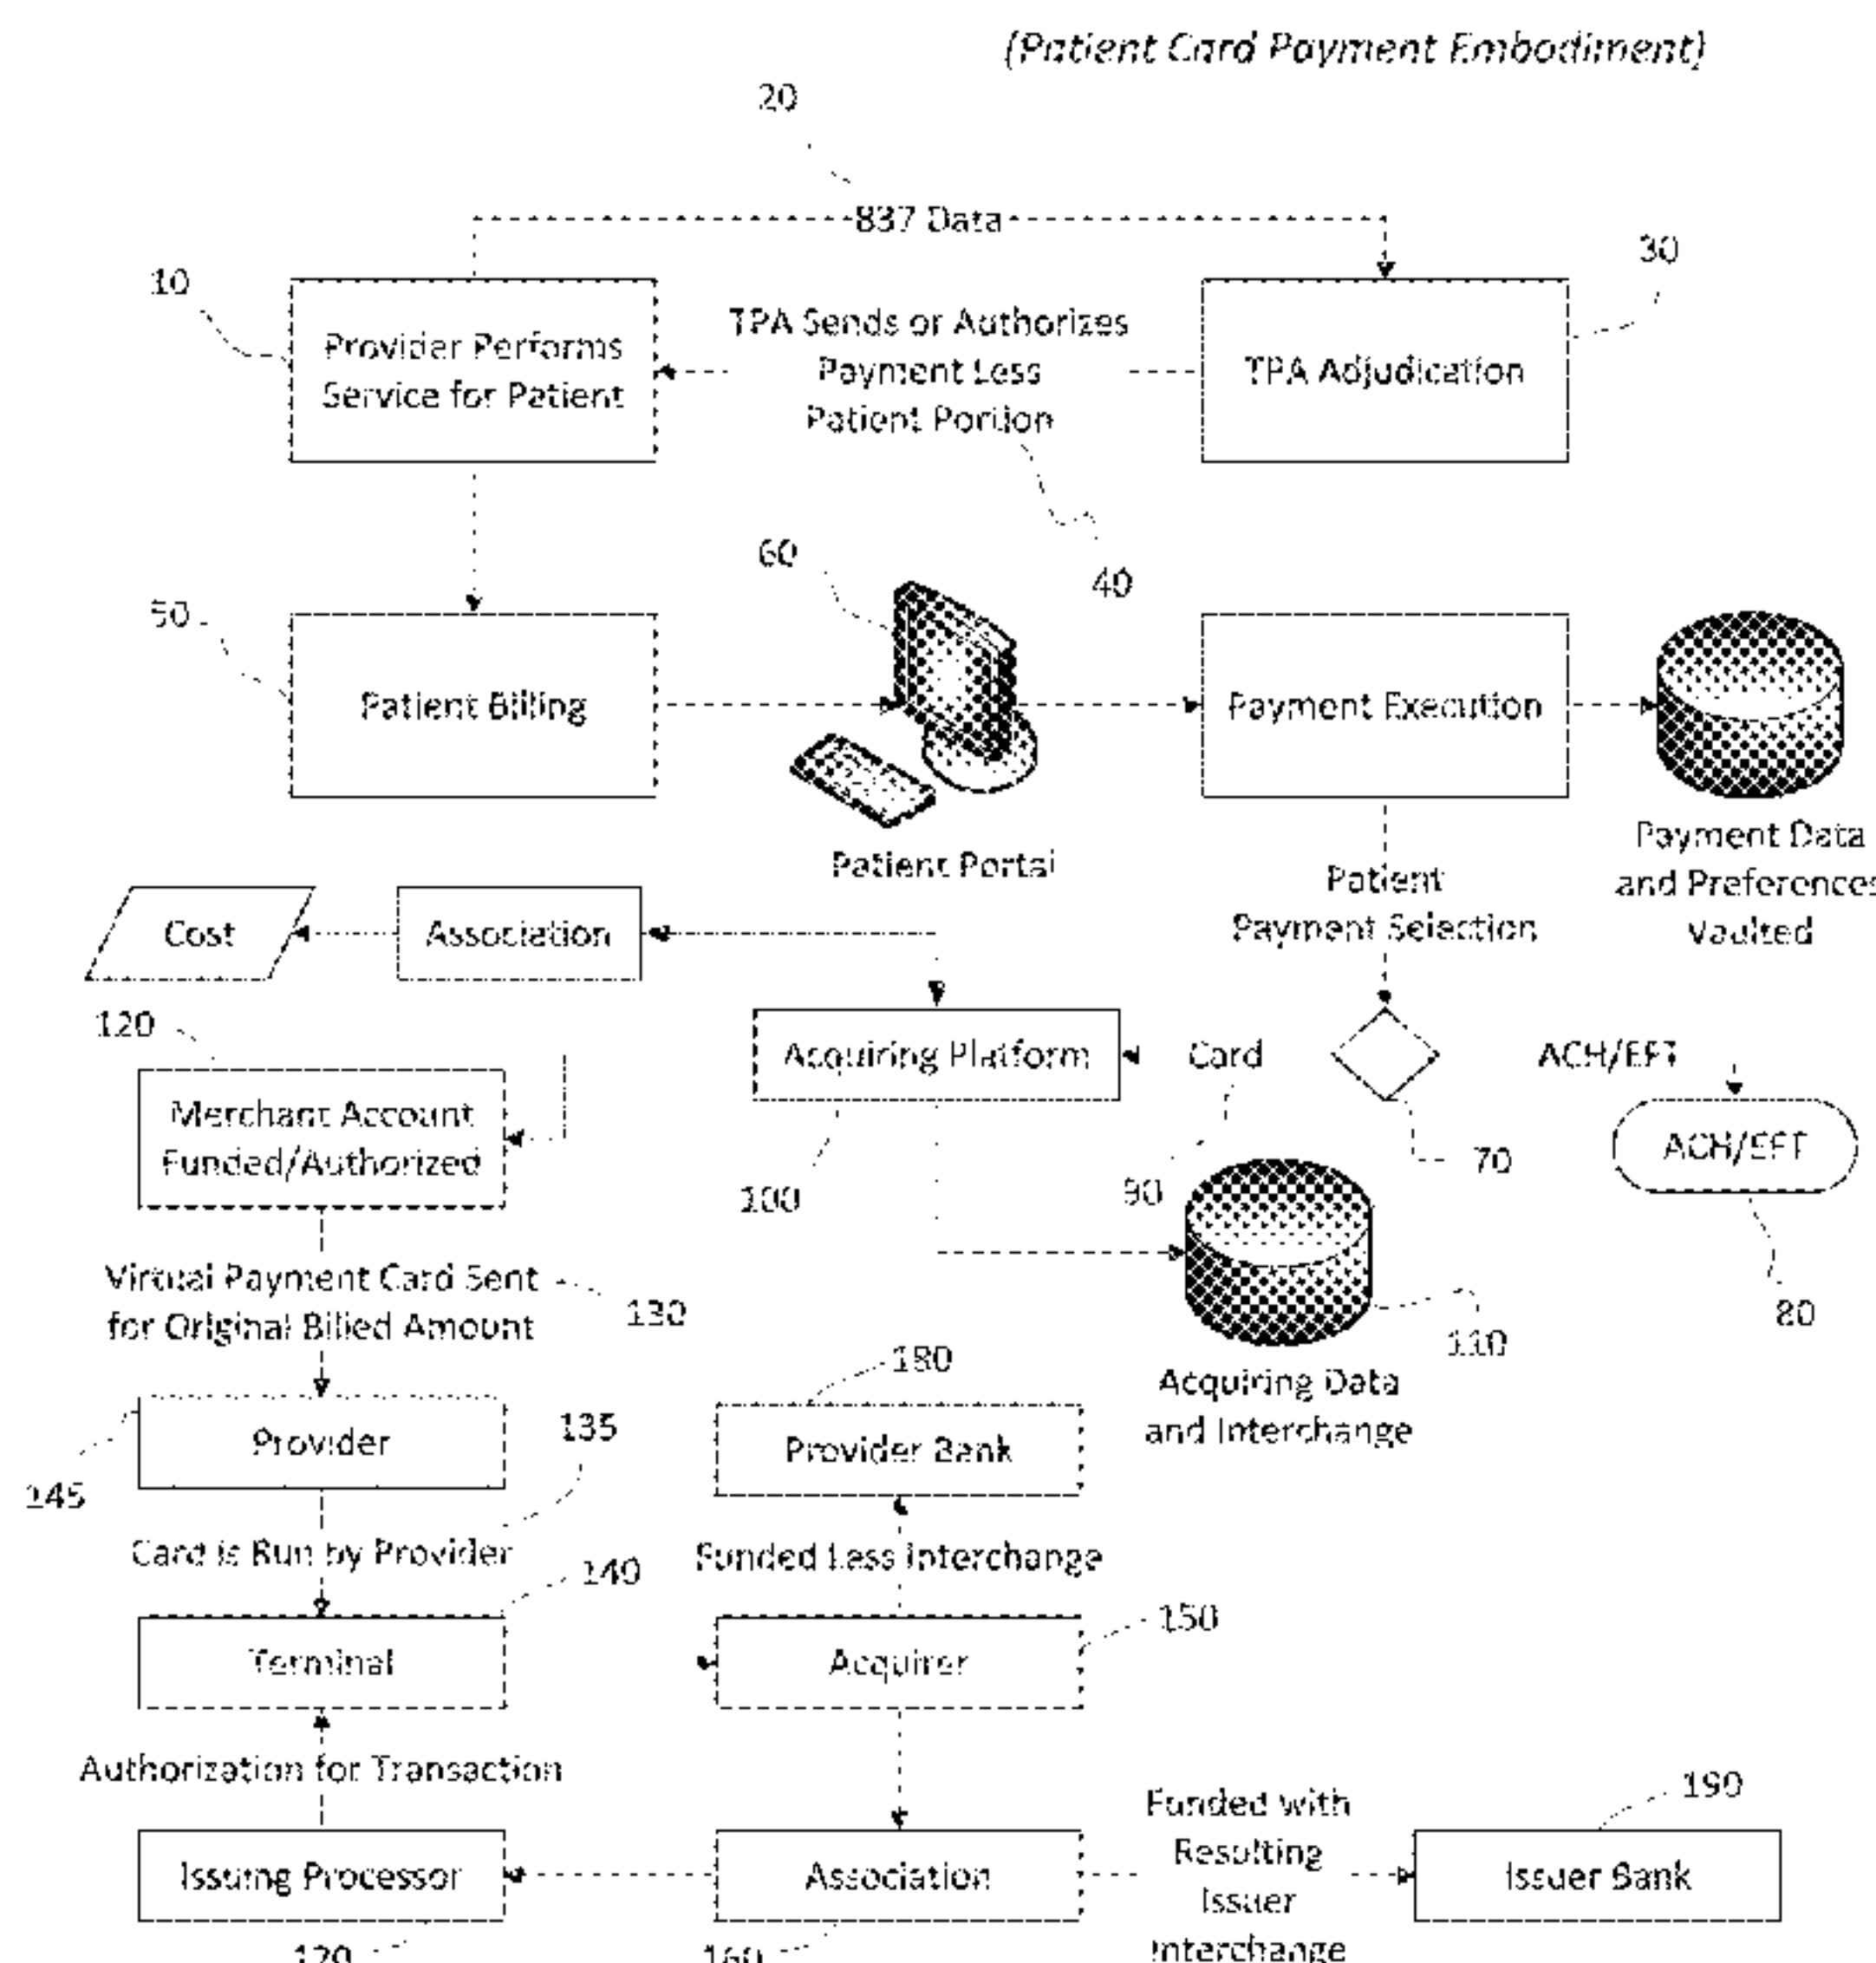 (Patient Card Payment Embodiment)
20
837 Data
10
30
Provider Performs
Service for Patient
TPA Sends or Authorizes
Payment Less
Patient Portion
TPA Adjudication
40
50
60
Patient Billing
Payment Execution
Patient Portal
Payment Data
and Preferences
Vaulted
Patient
Payment Selection
Cost
Association
120
Acquiring Platform
Card
ACH/EFT
Merchant Account
Funded/Authorized
100
90
70
ACH/EFT
80
Virtual Payment Card Sent
for Original Billed Amount
130
110
Acquiring Data
and Interchange
180
Provider
135
Provider Bank
145
Card is Run by Provider
140
Funded Less Interchange
150
Terminal
Acquirer
Authorization for Transaction
Funded with
Resulting
Issuer
Interchange
190
Issuing Processor
Association
Issuer Bank
160